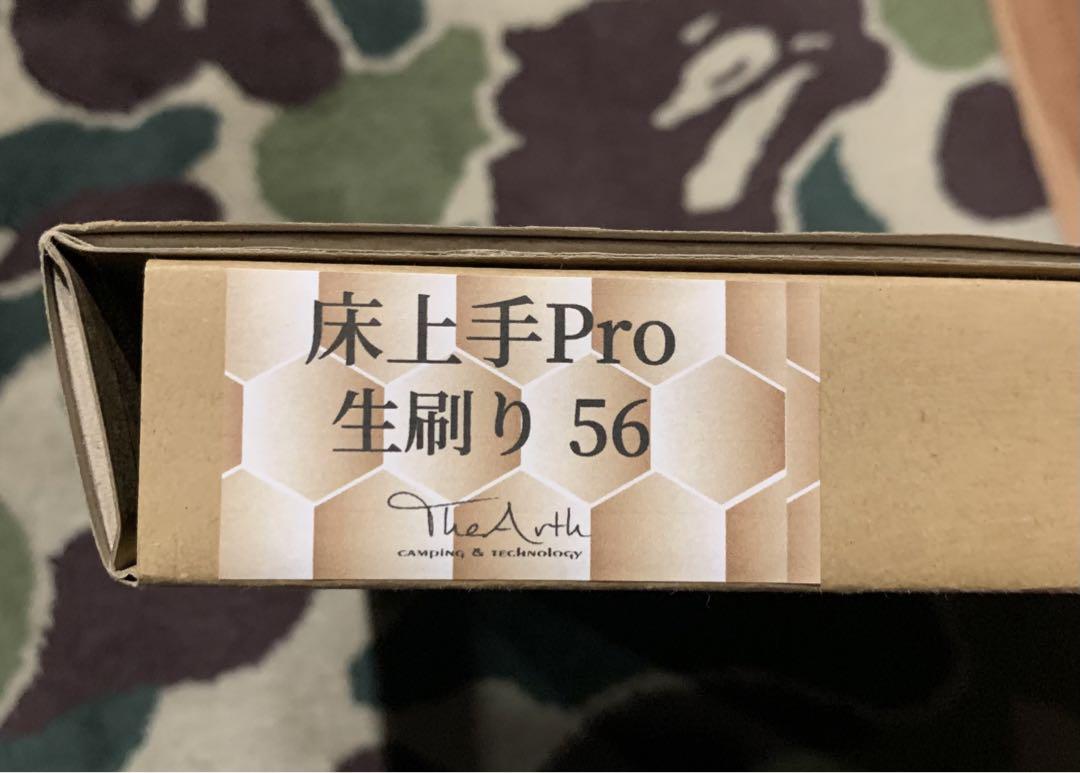 床上手Pro
生刷り 56
TheArth
CAMPING & TECHNOLOGY